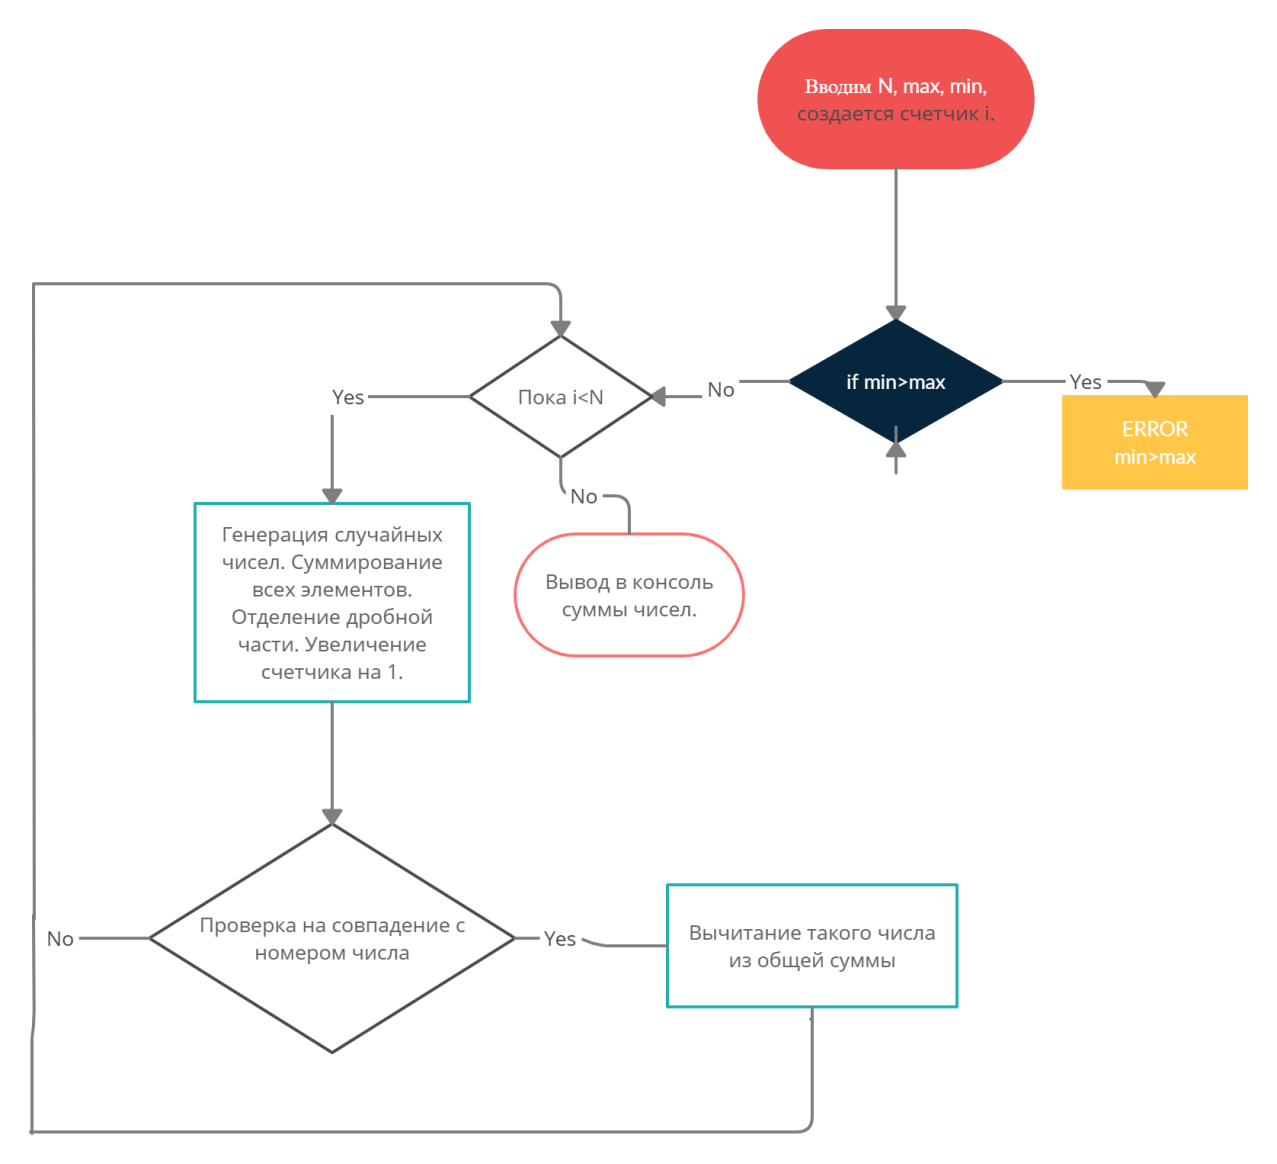 Вводим N, max, min,
создается счетчик i.
if min>max
Yes
ERROR
min>max
No
Пока i<N
Yes
No
Вывод в консоль
суммы чисел.
Генерация случайных
чисел. Суммирование
всех элементов.
Отделение дробной
части. Увеличение
счетчика на 1.
Проверка на совпадение с
номером числа
No
Yes
Вычитание такого числа
из общей суммы